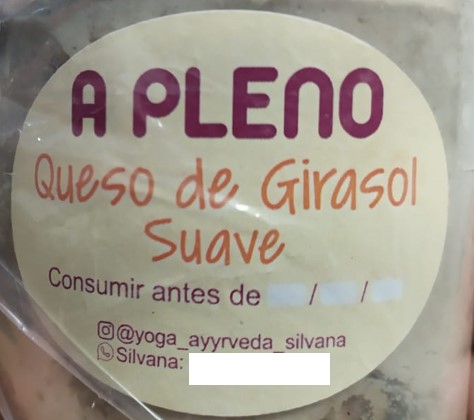 A PLENO
Queso de Girasol
Suave
Consumir antes de / /
@yoga_ayyrveda_silvana
Silvana: